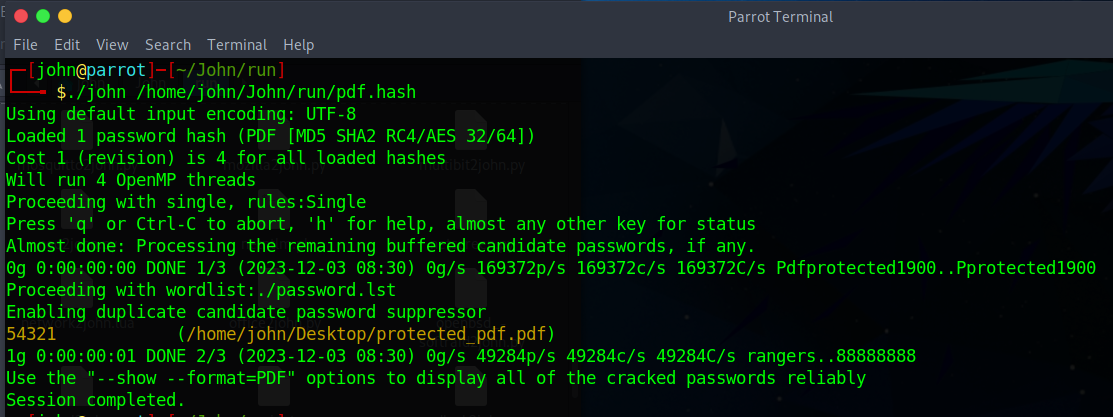 Parrot Terminal
File Edit View Search Terminal Help
┌─[john@parrot]─[~/John/run]
└──╼ $./john /home/john/John/run/pdf.hash
Using default input encoding: UTF-8
Loaded 1 password hash (PDF [MD5 SHA2 RC4/AES 32/64])
Cost 1 (revision) is 4 for all loaded hashes
Will run 4 OpenMP threads
Proceeding with single, rules:Single
Press 'q' or Ctrl-C to abort, 'h' for help, almost any other key for status
Almost done: Processing the remaining buffered candidate passwords, if any.
0g 0:00:00:00 DONE 1/3 (2023-12-03 08:30) 0g/s 169372p/s 169372c/s 169372C/s Pdfprotected1900..Pprotected1900
Proceeding with wordlist:./password.lst
Enabling duplicate candidate password suppressor
54321 (/home/john/Desktop/protected_pdf.pdf)
1g 0:00:00:01 DONE 2/3 (2023-12-03 08:30) 0g/s 49284p/s 49284c/s 49284C/s rangers..88888888
Use the "--show --format=PDF" options to display all of the cracked passwords reliably
Session completed.